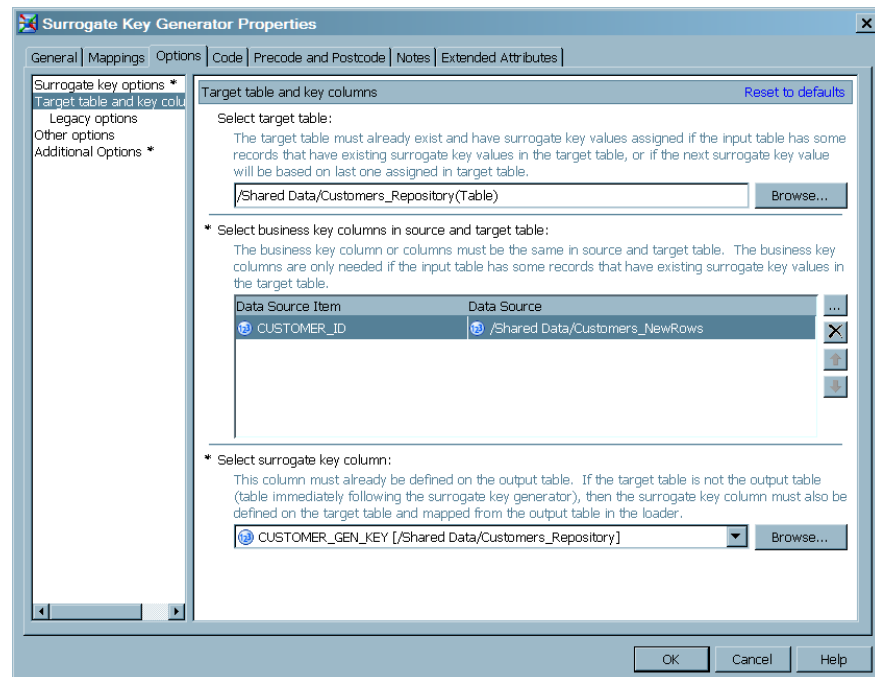 Surrogate Key Generator Properties
General Mappings Options Code Precode and Postcode Notes Extended Attributes
Surrogate key options *
Target table and key colu
Legacy options
Other options
Additional Options *
Target table and key columns Reset to defaults
Select target table:
The target table must already exist and have surrogate key values assigned if the input table has some
records that have existing surrogate key values in the target table, or if the next surrogate key value
will be based on last one assigned in target table.
/Shared Data/Customers_Repository(Table) Browse...
* Select business key columns in source and target table:
The business key column or columns must be the same in source and target table. The business key
columns are only needed if the input table has some records that have existing surrogate key values in
the target table.
Data Source Item Data Source ...
CUSTOMER_ID /Shared Data/Customers_NewRows
* Select surrogate key column:
This column must already be defined on the output table. If the target table is not the output table
(table immediately following the surrogate key generator), then the surrogate key column must also be
defined on the target table and mapped from the output table in the loader.
CUSTOMER_GEN_KEY [/Shared Data/Customers_Repository] Browse...
OK Cancel Help